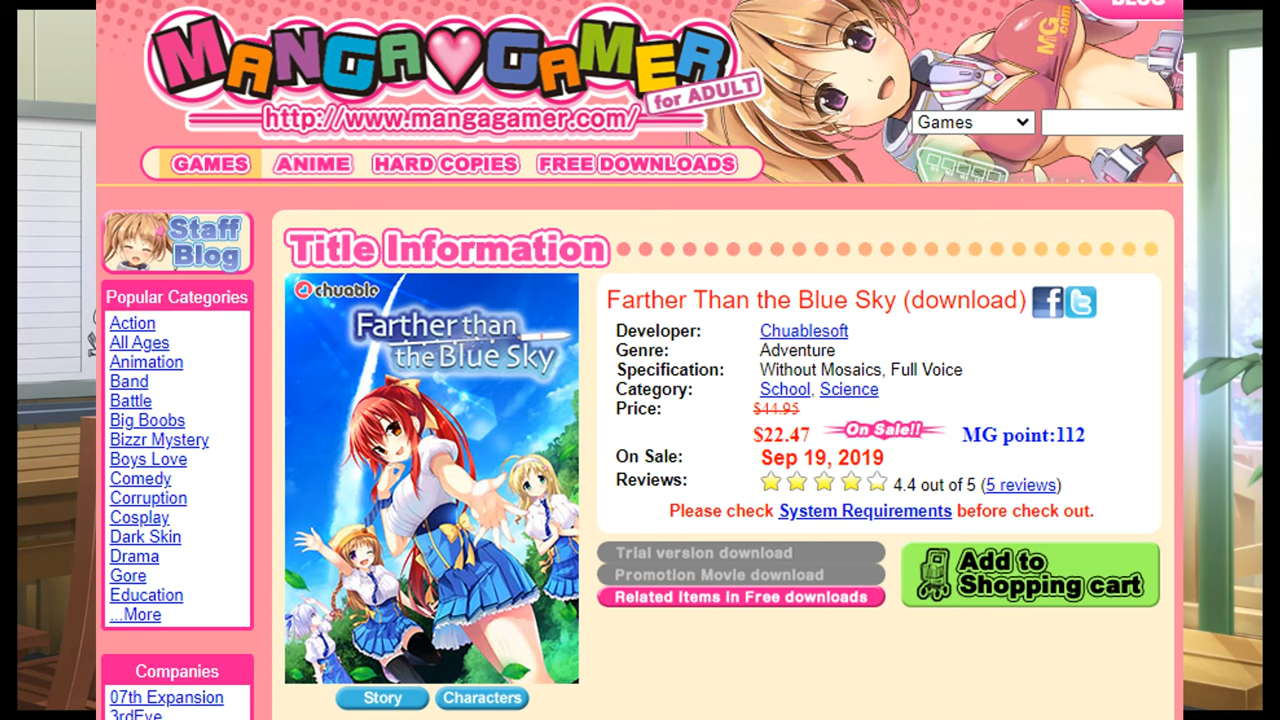 BLOG
MANGAGAMER
for ADULT
http://www.mangagamer.com/
MG.com
Games
GAMES ANIME HARD COPIES FREE DOWNLOADS
Staff
Blog
Popular Categories
Action
All Ages
Animation
Band
Battle
Big Boobs
Bizzr Mystery
Boys Love
Comedy
Corruption
Cosplay
Dark Skin
Drama
Gore
Education
...More
Companies
07th Expansion
3rdEye
Title Information
chuable
Farther than
the Blue Sky
Story Characters
Farther Than the Blue Sky (download)
Developer: Chuablesoft
Genre: Adventure
Specification: Without Mosaics, Full Voice
Category: School, Science
Price: $44.95
$22.47 On Sale!! MG point:112
On Sale: Sep 19, 2019
Reviews: 4.4 out of 5 (5 reviews)
Please check System Requirements before check out.
Trial version download
Promotion Movie download
Related items in Free downloads
Add to
Shopping cart